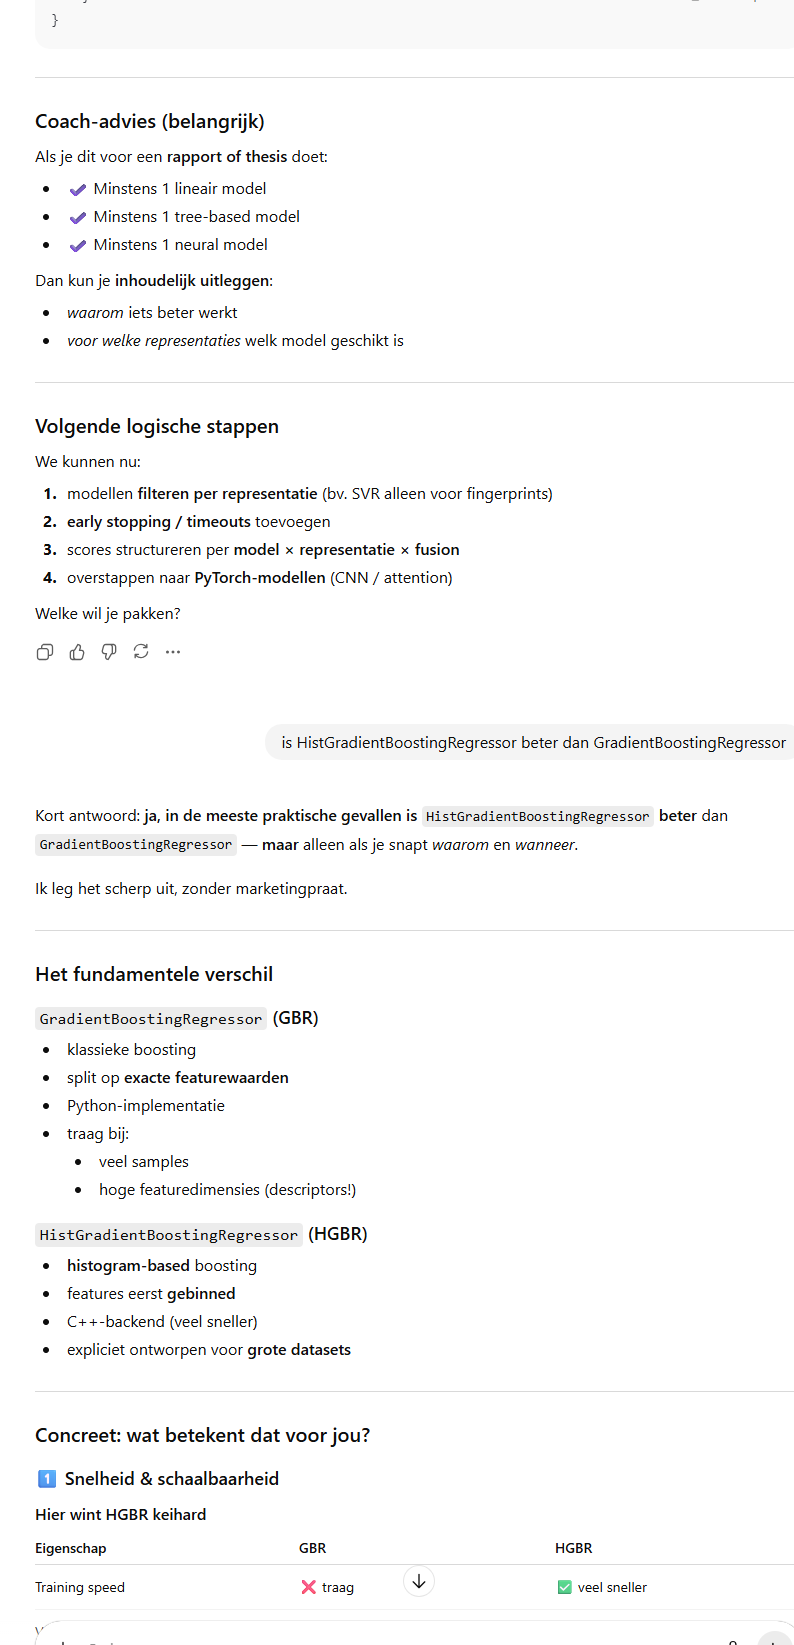 }
Coach-advies (belangrijk)
Als je dit voor een rapport of thesis doet:
Minstens 1 lineair model
Minstens 1 tree-based model
Minstens 1 neural model
Dan kun je inhoudelijk uitleggen:
waarom iets beter werkt
voor welke representaties welk model geschikt is
Volgende logische stappen
We kunnen nu:
1. modellen filteren per representatie (bv. SVR alleen voor fingerprints)
2. early stopping / timeouts toevoegen
3. scores structureren per model × representatie × fusion
4. overstappen naar PyTorch-modellen (CNN / attention)
Welke wil je pakken?
is HistGradientBoostingRegressor beter dan GradientBoostingRegressor
Kort antwoord: ja, in de meeste praktische gevallen is HistGradientBoostingRegressor beter dan
GradientBoostingRegressor — maar alleen als je snapt waarom en wanneer.
Ik leg het scherp uit, zonder marketingpraat.
Het fundamentele verschil
GradientBoostingRegressor (GBR)
klassieke boosting
split op exacte featurewaarden
Python-implementatie
traag bij:
veel samples
hoge featuredimensies (descriptors!)
HistGradientBoostingRegressor (HGBR)
histogram-based boosting
features eerst gebinned
C++-backend (veel sneller)
expliciet ontworpen voor grote datasets
Concreet: wat betekent dat voor jou?
1 Snelheid & schaalbaarheid
Hier wint HGBR keihard
Eigenschap GBR HGBR
Training speed ❌ traag ✅ veel sneller